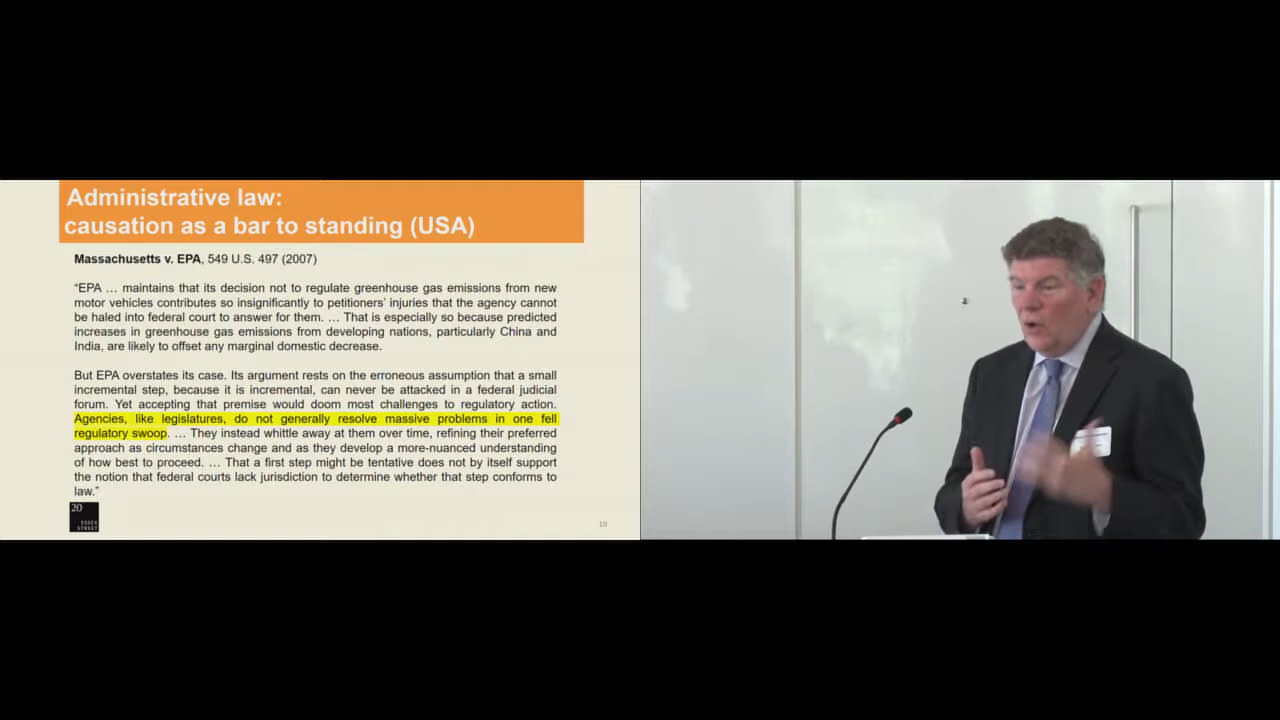 Administrative law:
causation as a bar to standing (USA)
Massachusetts v. EPA, 549 U.S. 497 (2007)
“EPA … maintains that its decision not to regulate greenhouse gas emissions from new
motor vehicles contributes so insignificantly to petitioners’ injuries that the agency cannot
be haled into federal court to answer for them. … That is especially so because predicted
increases in greenhouse gas emissions from developing nations, particularly China and
India, are likely to offset any marginal domestic decrease.
But EPA overstates its case. Its argument rests on the erroneous assumption that a small
incremental step, because it is incremental, can never be attacked in a federal judicial
forum. Yet accepting that premise would doom most challenges to regulatory action.
Agencies, like legislatures, do not generally resolve massive problems in one fell
regulatory swoop. … They instead whittle away at them over time, refining their preferred
approach as circumstances change and as they develop a more-nuanced understanding
of how best to proceed. … That a first step might be tentative does not by itself support
the notion that federal courts lack jurisdiction to determine whether that step conforms to
law.”
20
ESSEX
STREET
10